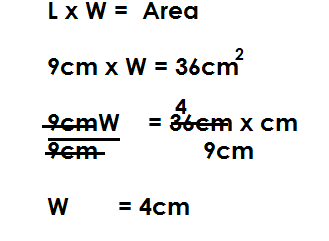 L x W = Area
9cm x W = 36cm²
4
9cmW = 36cm x cm
9cm 9cm
W = 4cm